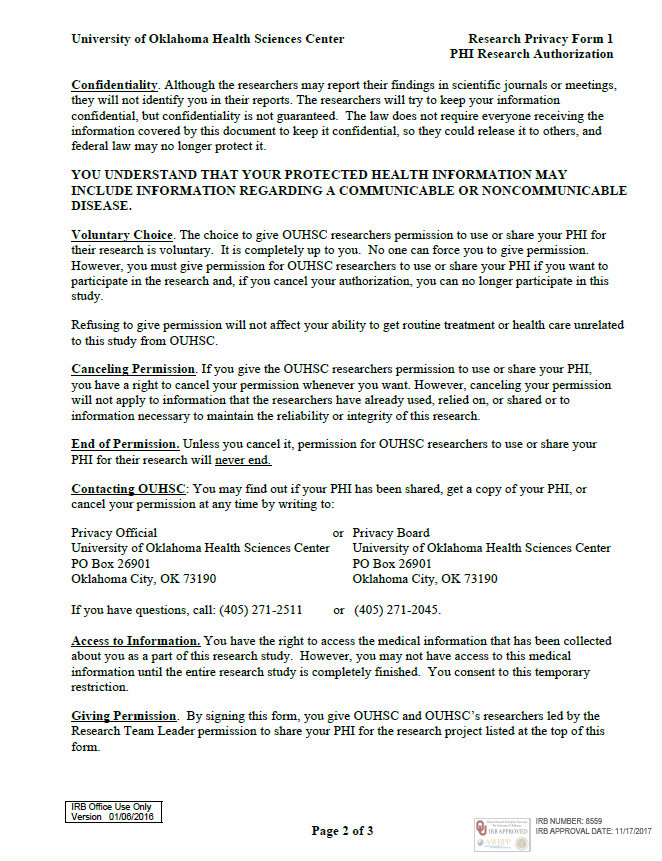 University of Oklahoma Health Sciences Center Research Privacy Form 1
PHI Research Authorization
Confidentiality. Although the researchers may report their findings in scientific journals or meetings,
they will not identify you in their reports. The researchers will try to keep your information
confidential, but confidentiality is not guaranteed. The law does not require everyone receiving the
information covered by this document to keep it confidential, so they could release it to others, and
federal law may no longer protect it.
YOU UNDERSTAND THAT YOUR PROTECTED HEALTH INFORMATION MAY
INCLUDE INFORMATION REGARDING A COMMUNICABLE OR NONCOMMUNICABLE
DISEASE.
Voluntary Choice. The choice to give OUHSC researchers permission to use or share your PHI for
their research is voluntary. It is completely up to you. No one can force you to give permission.
However, you must give permission for OUHSC researchers to use or share your PHI if you want to
participate in the research and, if you cancel your authorization, you can no longer participate in this
study.
Refusing to give permission will not affect your ability to get routine treatment or health care unrelated
to this study from OUHSC.
Canceling Permission. If you give the OUHSC researchers permission to use or share your PHI,
you have a right to cancel your permission whenever you want. However, canceling your permission
will not apply to information that the researchers have already used, relied on, or shared or to
information necessary to maintain the reliability or integrity of this research.
End of Permission. Unless you cancel it, permission for OUHSC researchers to use or share your
PHI for their research will never end.
Contacting OUHSC: You may find out if your PHI has been shared, get a copy of your PHI, or
cancel your permission at any time by writing to:
Privacy Official or Privacy Board
University of Oklahoma Health Sciences Center University of Oklahoma Health Sciences Center
PO Box 26901 PO Box 26901
Oklahoma City, OK 73190 Oklahoma City, OK 73190
If you have questions, call: (405) 271-2511 or (405) 271-2045.
Access to Information. You have the right to access the medical information that has been collected
about you as a part of this research study. However, you may not have access to this medical
information until the entire research study is completely finished. You consent to this temporary
restriction.
Giving Permission. By signing this form, you give OUHSC and OUHSC's researchers led by the
Research Team Leader permission to share your PHI for the research project listed at the top of this
form.
IRB Office Use Only
Version 01/06/2016
Page 2 of 3
IRB APPROVED
IRB NUMBER: 8559
IRB APPROVAL DATE: 11/17/2017